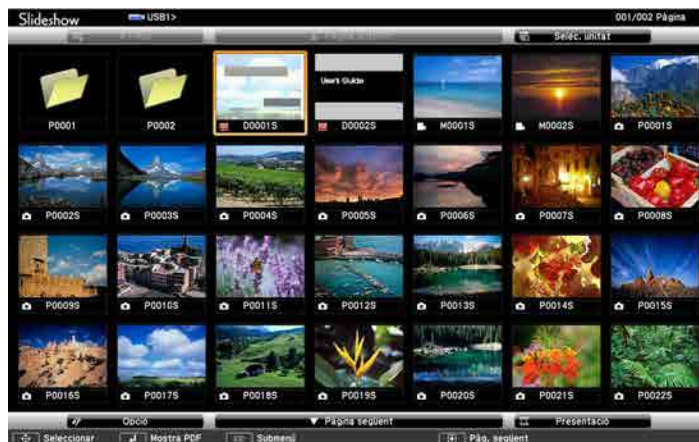 Slideshow USB1> 001/002 Pàgina
Selec. unitat
User's Guide
P0001 P0002 D0001S D0002S M0001S M0002S P0001S
P0002S P0003S P0004S P0005S P0006S P0007S P0008S
P0009S P0010S P0011S P0012S P0013S P0014S P0015S
P0016S P0017S P0018S P0019S P0020S P0021S P0022S
Opció ▼ Pàgina següent Presentació
Seleccionar Mostra PDF Submenú Pàg. següent